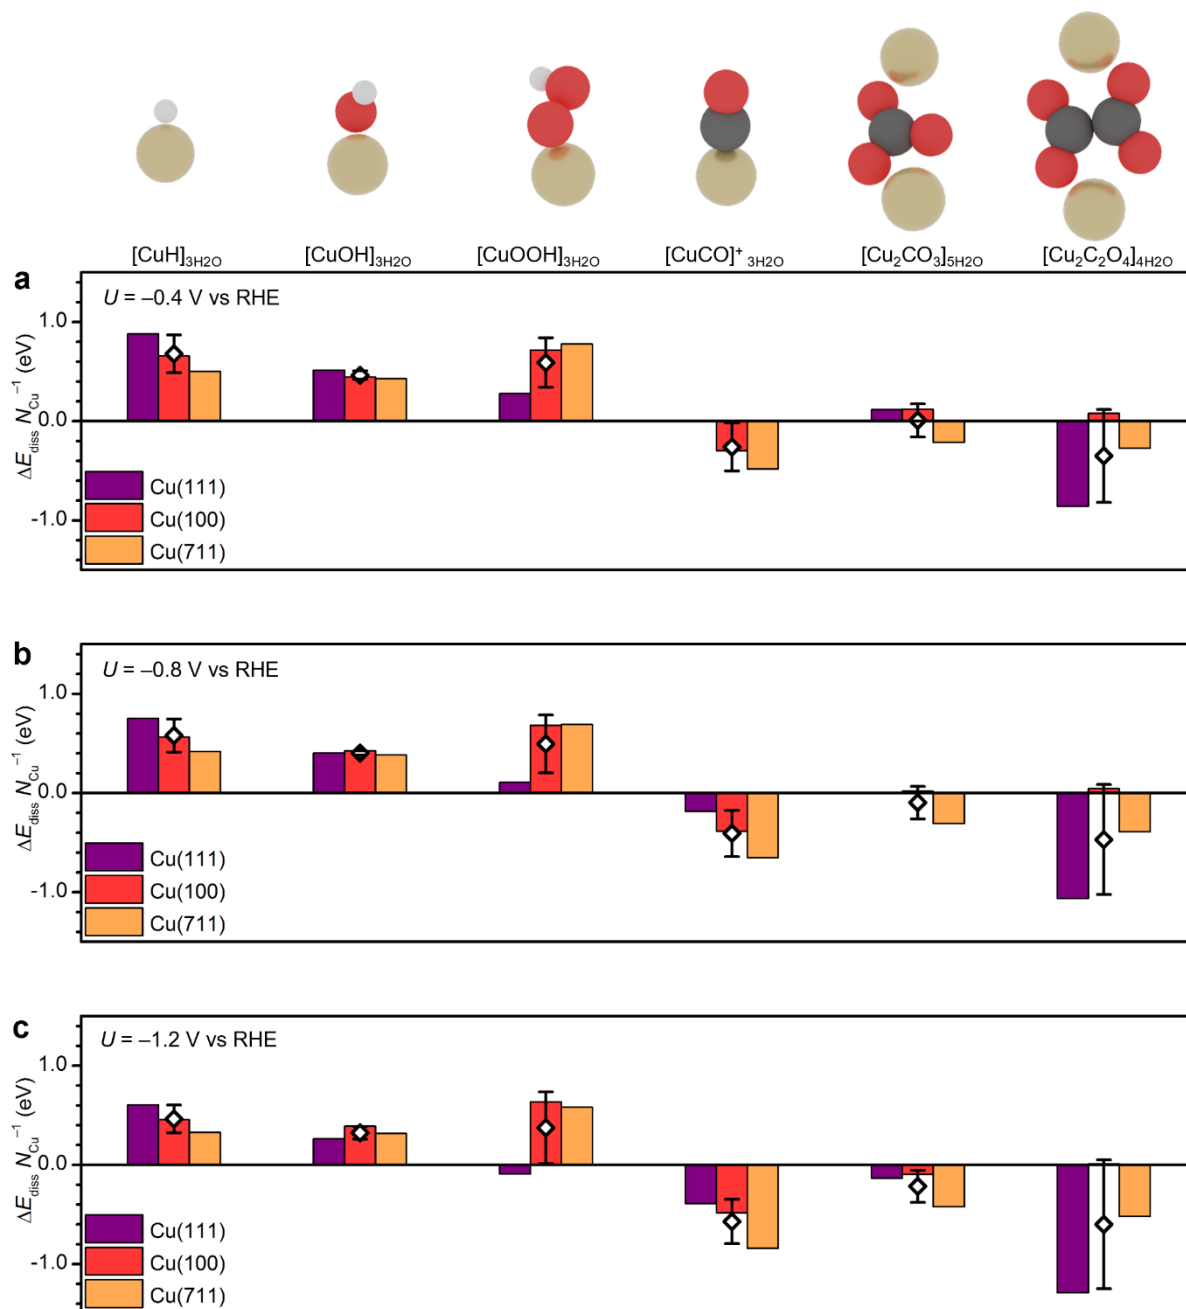 [CuH]3H2O [CuOH]3H2O [CuOOH]3H2O [CuCO]+ 3H2O [Cu2CO3]5H2O [Cu2C2O4]4H2O
a
U = –0.4 V vs RHE
1.0
0.0
-1.0
ΔEdiss NCu−1 (eV)
Cu(111)
Cu(100)
Cu(711)
b
U = –0.8 V vs RHE
1.0
0.0
-1.0
ΔEdiss NCu−1 (eV)
Cu(111)
Cu(100)
Cu(711)
c
U = –1.2 V vs RHE
1.0
0.0
-1.0
ΔEdiss NCu−1 (eV)
Cu(111)
Cu(100)
Cu(711)